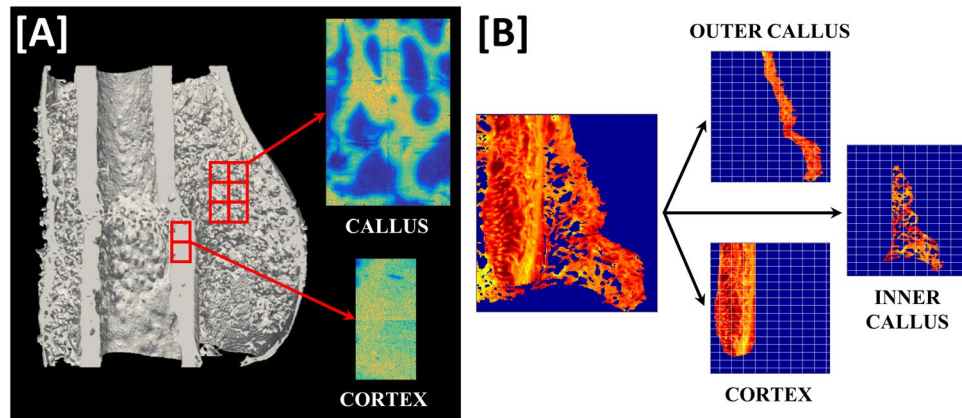 [A]
CALLUS
CORTEX
[B]
OUTER CALLUS
INNER
CALLUS
CORTEX